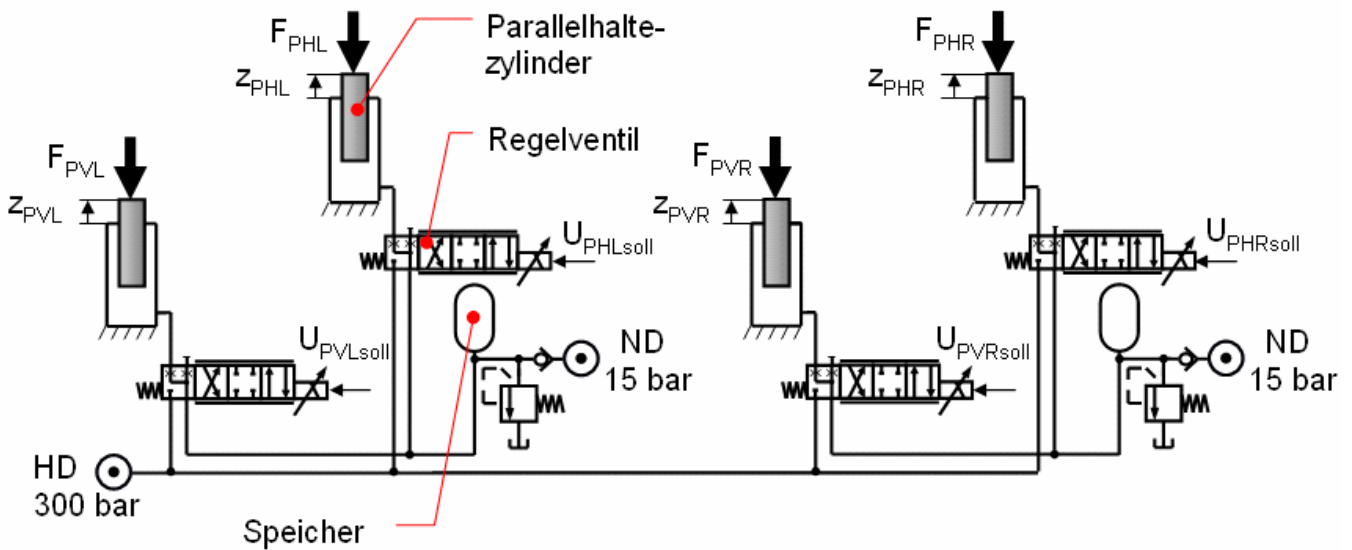 F_PHL
Parallelhalte-
zylinder
F_PHR
z_PHL
z_PHR
Regelventil
F_PVL
F_PVR
z_PVL
z_PVR
U_PHLsoll
U_PHRsoll
U_PVLsoll
ND
15 bar
U_PVRsoll
ND
15 bar
HD
300 bar
Speicher